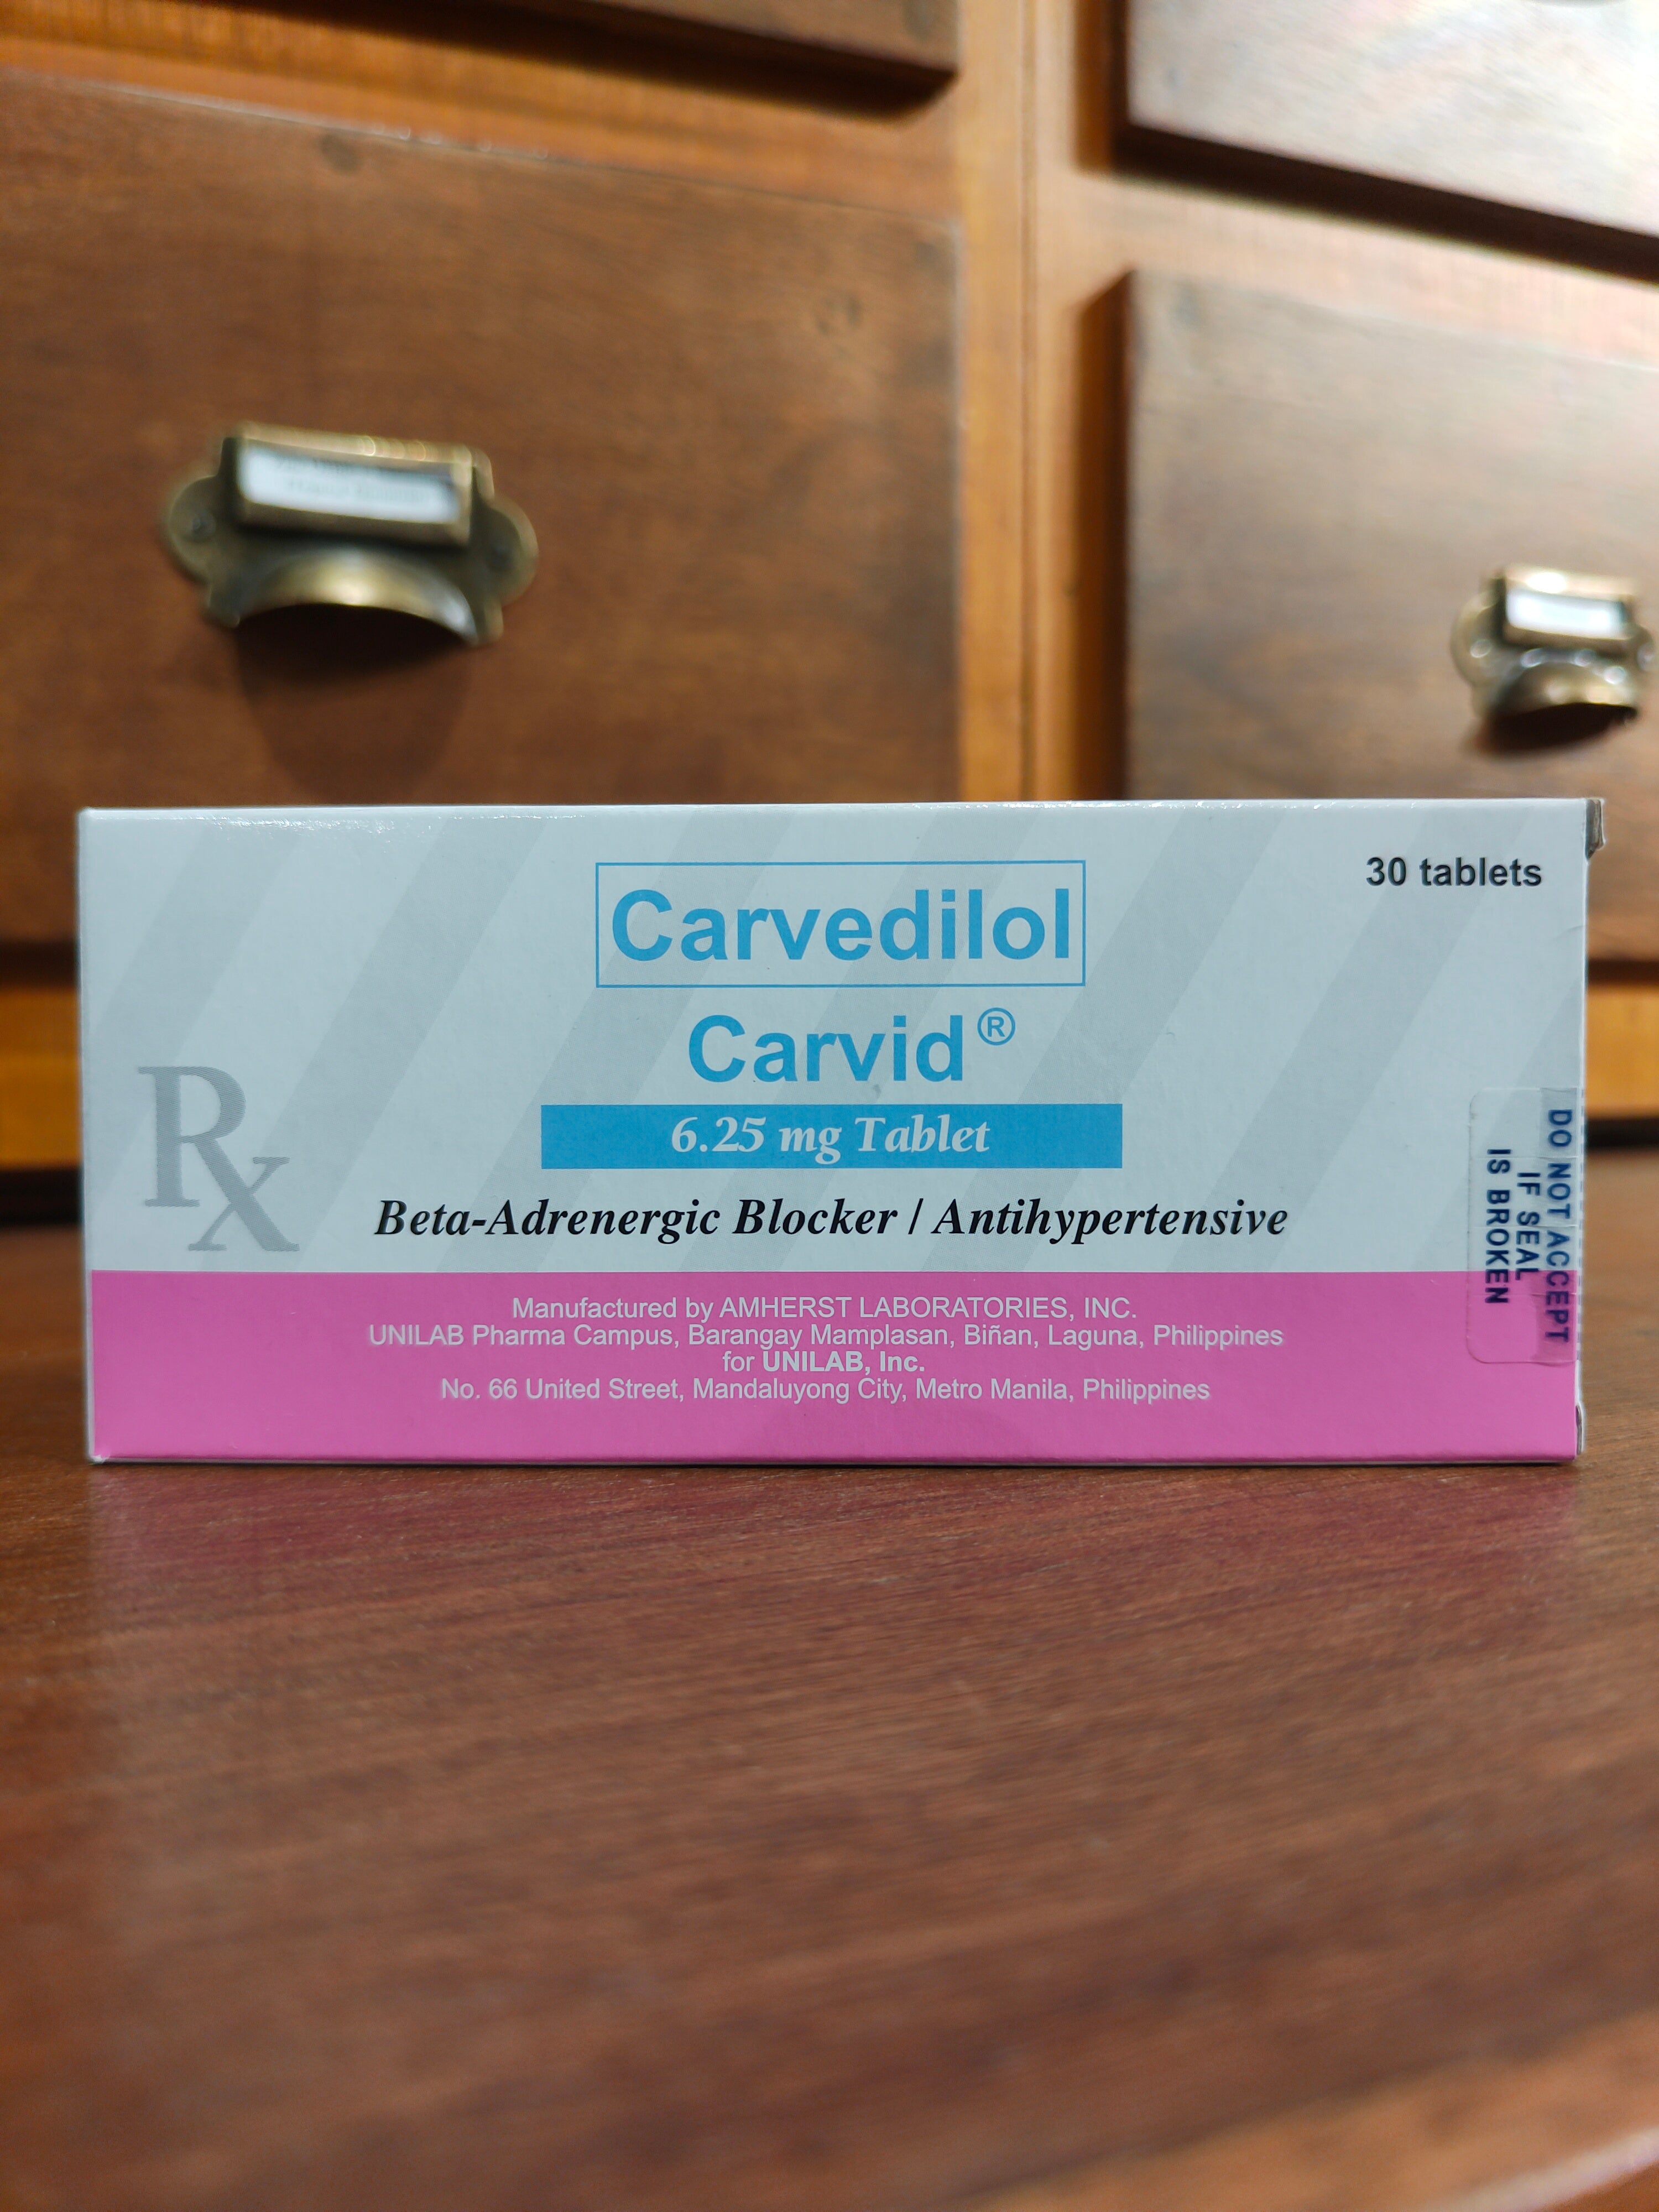 30 tablets
Carvedilol
Carvid®
6.25 mg Tablet
Rx
Beta-Adrenergic Blocker / Antihypertensive
Manufactured by AMHERST LABORATORIES, INC.
UNILAB Pharma Campus, Barangay Mamplasan, Biñan, Laguna, Philippines
for UNILAB, Inc.
No. 66 United Street, Mandaluyong City, Metro Manila, Philippines
DO NOT ACCEPT
IF SEAL
IS BROKEN